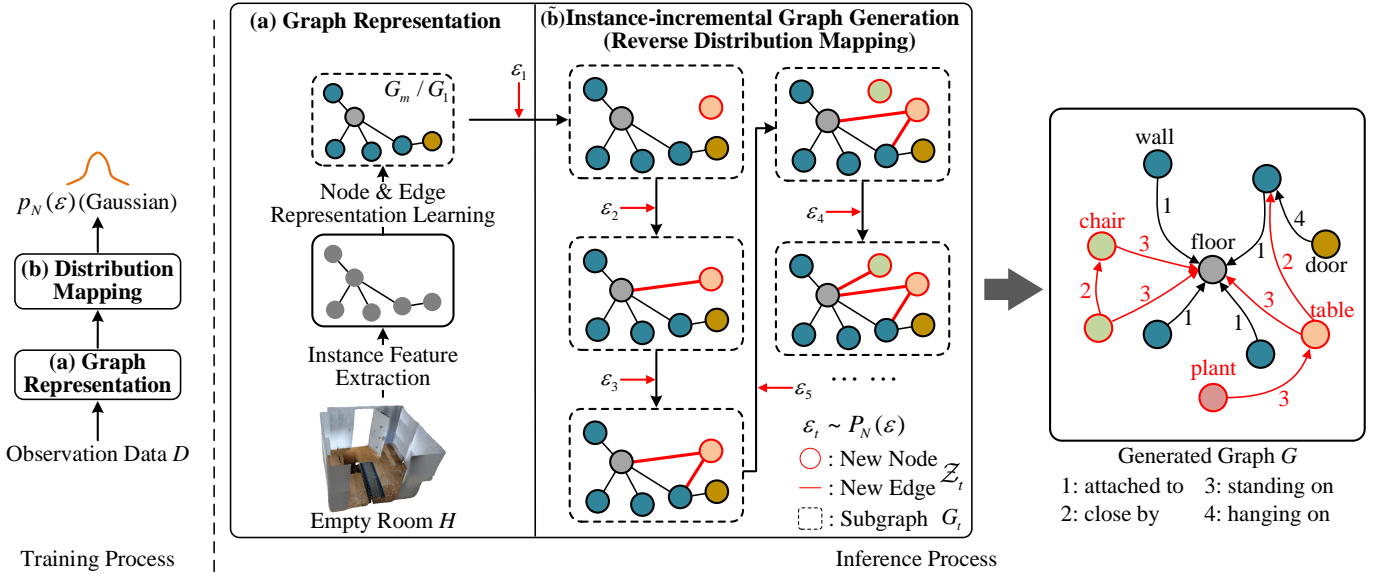 p_N(ε)(Gaussian)
(b) Distribution
Mapping
(a) Graph
Representation
Observation Data D
Training Process
(a) Graph Representation
G_m / G_1
Node & Edge
Representation Learning
Instance Feature
Extraction
Empty Room H
(b̃)Instance-incremental Graph Generation
(Reverse Distribution Mapping)
ε_1
ε_2
ε_3
ε_4
ε_5
... ...
ε_t ~ P_N(ε)
: New Node
: New Edge
Z_t
: Subgraph G_t
Inference Process
wall
chair
floor
door
table
plant
1
4
3
1
2
2
3
3
1
1
3
Generated Graph G
1: attached to 3: standing on
2: close by 4: hanging on